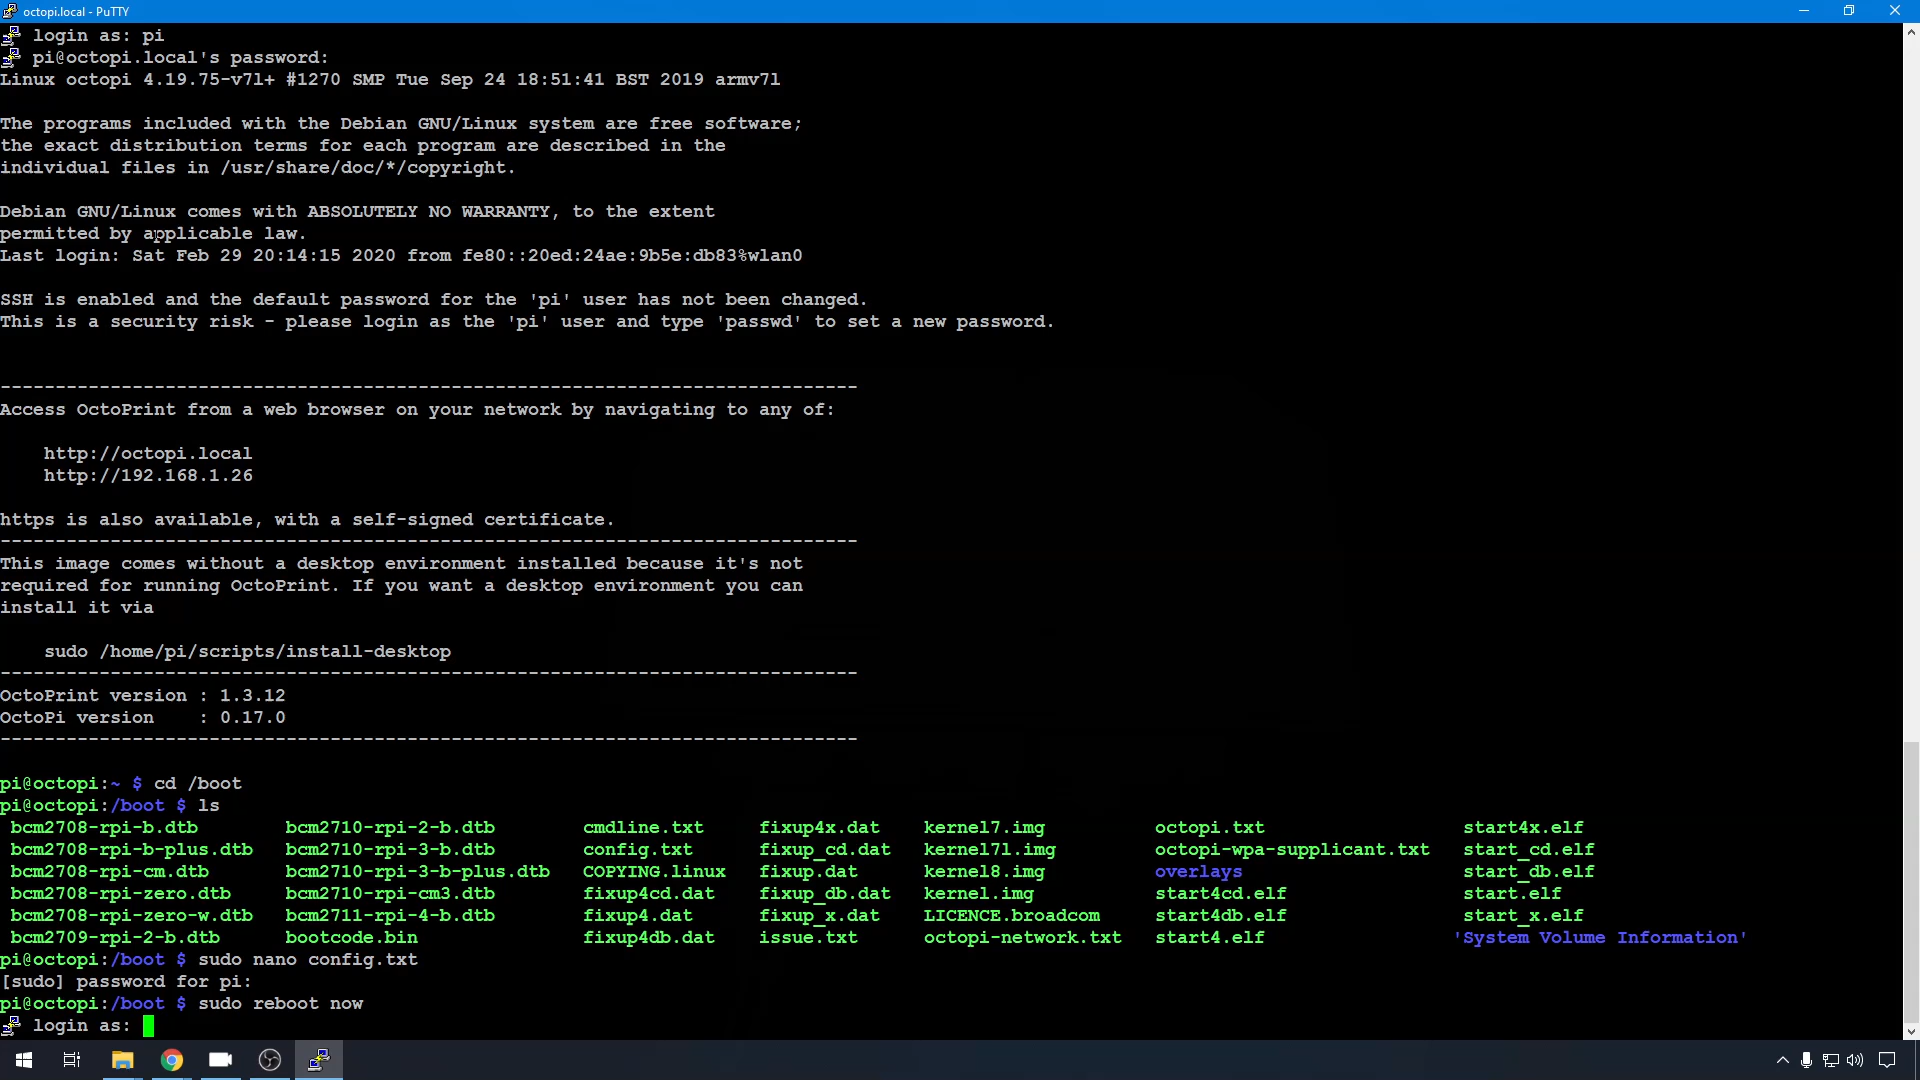 octopi.local - PuTTY
login as: pi
pi@octopi.local's password:
Linux octopi 4.19.75-v7l+ #1270 SMP Tue Sep 24 18:51:41 BST 2019 armv7l
The programs included with the Debian GNU/Linux system are free software;
the exact distribution terms for each program are described in the
individual files in /usr/share/doc/*/copyright.
Debian GNU/Linux comes with ABSOLUTELY NO WARRANTY, to the extent
permitted by applicable law.
Last login: Sat Feb 29 20:14:15 2020 from fe80::20ed:24ae:9b5e:db83%wlan0
SSH is enabled and the default password for the 'pi' user has not been changed.
This is a security risk - please login as the 'pi' user and type 'passwd' to set a new password.
------------------------------------------------------------------------------
Access OctoPrint from a web browser on your network by navigating to any of:
http://octopi.local
http://192.168.1.26
https is also available, with a self-signed certificate.
------------------------------------------------------------------------------
This image comes without a desktop environment installed because it's not
required for running OctoPrint. If you want a desktop environment you can
install it via
sudo /home/pi/scripts/install-desktop
------------------------------------------------------------------------------
OctoPrint version : 1.3.12
OctoPi version    : 0.17.0
------------------------------------------------------------------------------
pi@octopi:~ $ cd /boot
pi@octopi:/boot $ ls
bcm2708-rpi-b.dtb bcm2710-rpi-2-b.dtb cmdline.txt fixup4x.dat kernel7.img octopi.txt start4x.elf
bcm2708-rpi-b-plus.dtb bcm2710-rpi-3-b.dtb config.txt fixup_cd.dat kernel7l.img octopi-wpa-supplicant.txt start_cd.elf
bcm2708-rpi-cm.dtb bcm2710-rpi-3-b-plus.dtb COPYING.linux fixup.dat kernel8.img overlays start_db.elf
bcm2708-rpi-zero.dtb bcm2710-rpi-cm3.dtb fixup4cd.dat fixup_db.dat kernel.img start4cd.elf start.elf
bcm2708-rpi-zero-w.dtb bcm2711-rpi-4-b.dtb fixup4.dat fixup_x.dat LICENCE.broadcom start4db.elf start_x.elf
bcm2709-rpi-2-b.dtb bootcode.bin fixup4db.dat issue.txt octopi-network.txt start4.elf 'System Volume Information'
pi@octopi:/boot $ sudo nano config.txt
[sudo] password for pi:
pi@octopi:/boot $ sudo reboot now
login as: